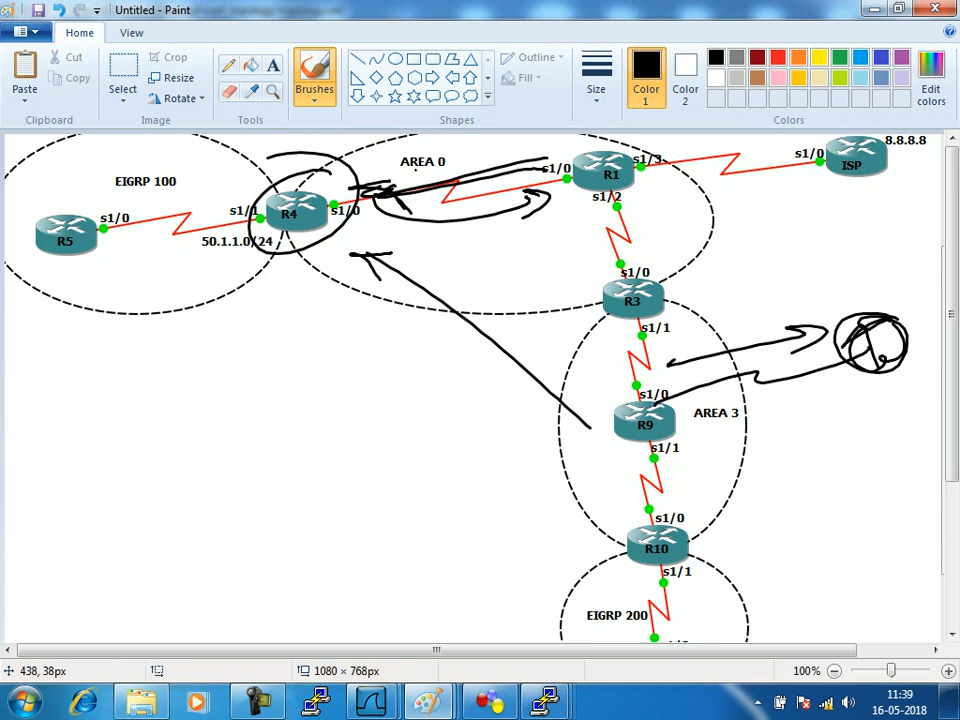 Untitled - Paint
Home
View
Paste
Cut
Copy
Clipboard
Select
Crop
Resize
Rotate
Image
A
Tools
Brushes
Shapes
Outline
Fill
Size
Color 1
Color 2
Edit colors
Colors
EIGRP 100
AREA 0
R5
s1/0
s1/1
R4
s1/0
50.1.1.0/24
s1/0
R1
s1/3
s1/2
s1/0
ISP
8.8.8.8
s1/0
R3
s1/1
s1/0
R9
AREA 3
s1/1
s1/0
R10
s1/1
EIGRP 200
438, 38px
1080 × 768px
100%
11:39
16-05-2018